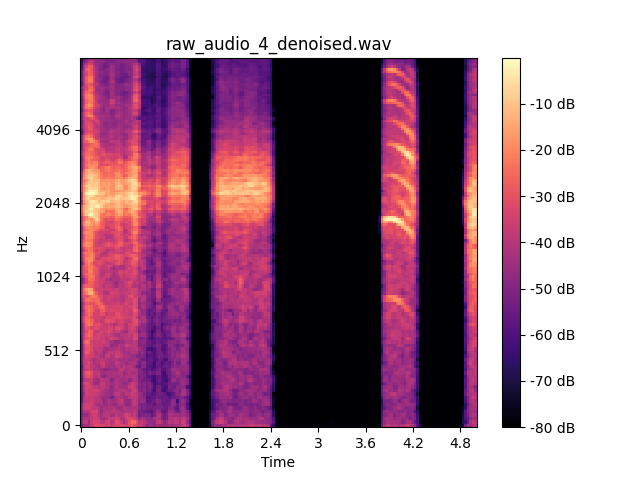 raw_audio_4_denoised.wav
Hz
4096
2048
1024
512
0
0 0.6 1.2 1.8 2.4 3 3.6 4.2 4.8
Time
-10 dB
-20 dB
-30 dB
-40 dB
-50 dB
-60 dB
-70 dB
-80 dB